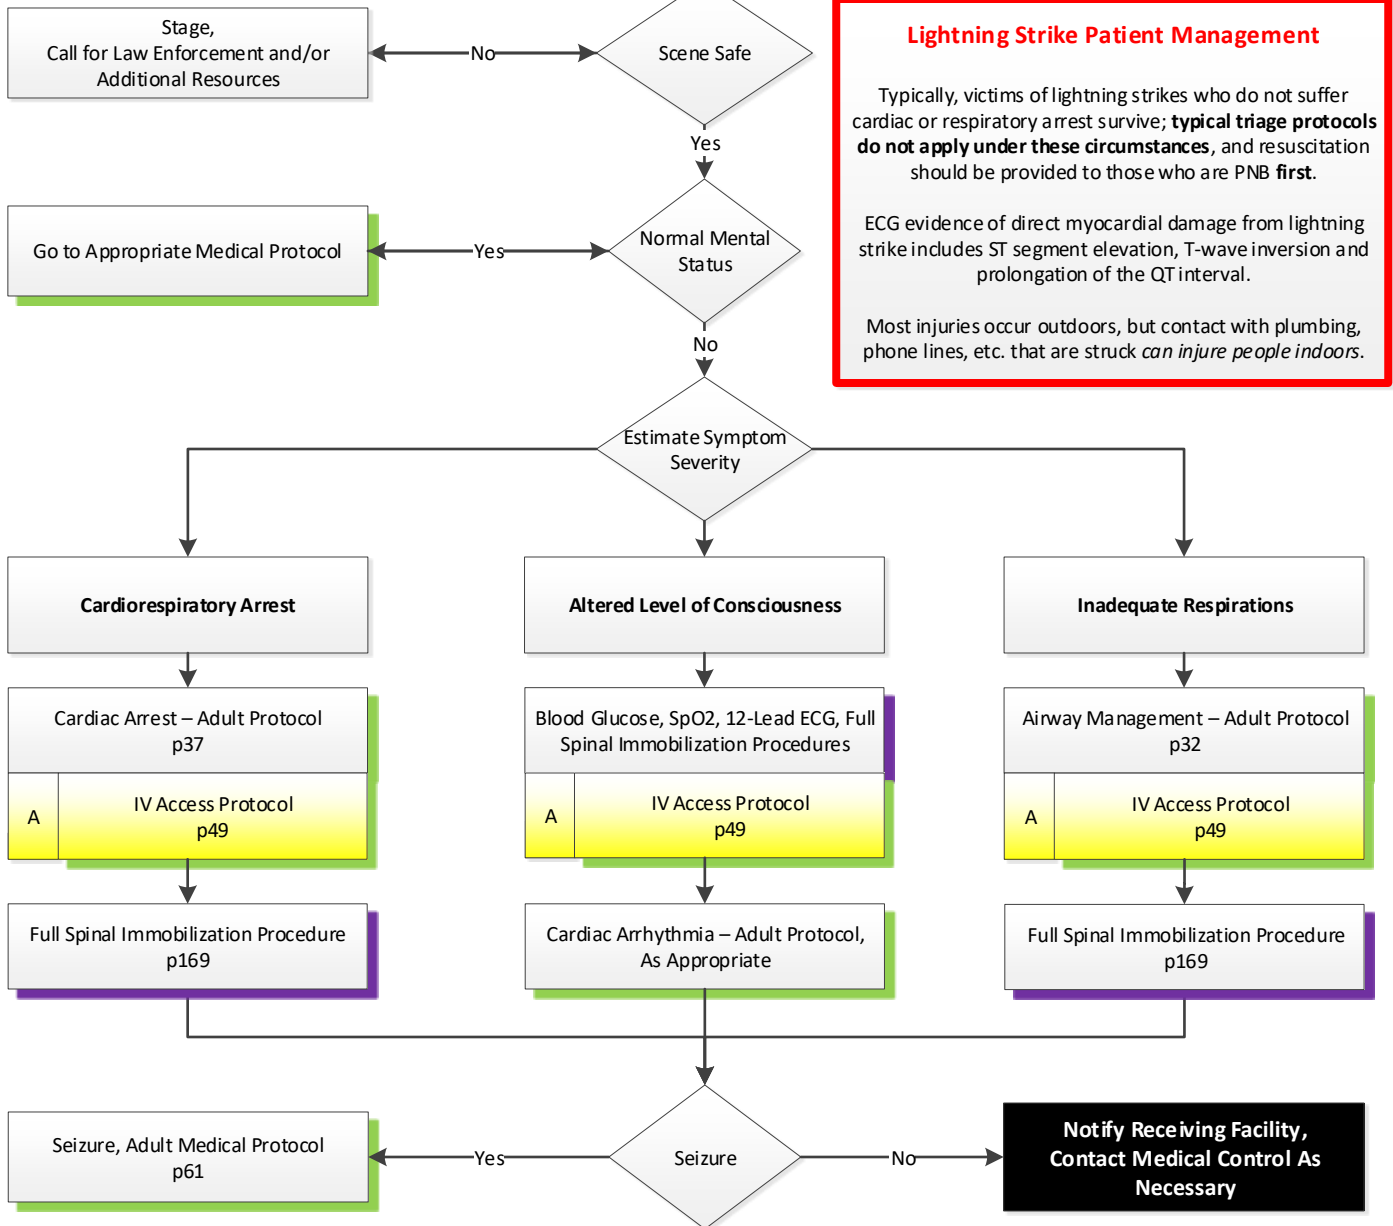 Stage,
Call for Law Enforcement and/or
Additional Resources
No
Scene Safe
Lightning Strike Patient Management
Typically, victims of lightning strikes who do not suffer
cardiac or respiratory arrest survive; typical triage protocols
do not apply under these circumstances, and resuscitation
should be provided to those who are PNB first.
ECG evidence of direct myocardial damage from lightning
strike includes ST segment elevation, T-wave inversion and
prolongation of the QT interval.
Most injuries occur outdoors, but contact with plumbing,
phone lines, etc. that are struck can injure people indoors.
Yes
Go to Appropriate Medical Protocol
Yes
Normal Mental
Status
No
Estimate Symptom
Severity
Cardiorespiratory Arrest
Altered Level of Consciousness
Inadequate Respirations
Cardiac Arrest – Adult Protocol
p37
A
IV Access Protocol
p49
Blood Glucose, SpO2, 12-Lead ECG, Full
Spinal Immobilization Procedures
A
IV Access Protocol
p49
Airway Management – Adult Protocol
p32
A
IV Access Protocol
p49
Full Spinal Immobilization Procedure
p169
Cardiac Arrhythmia – Adult Protocol,
As Appropriate
Full Spinal Immobilization Procedure
p169
Seizure, Adult Medical Protocol
p61
Yes
Seizure
No
Notify Receiving Facility,
Contact Medical Control As
Necessary